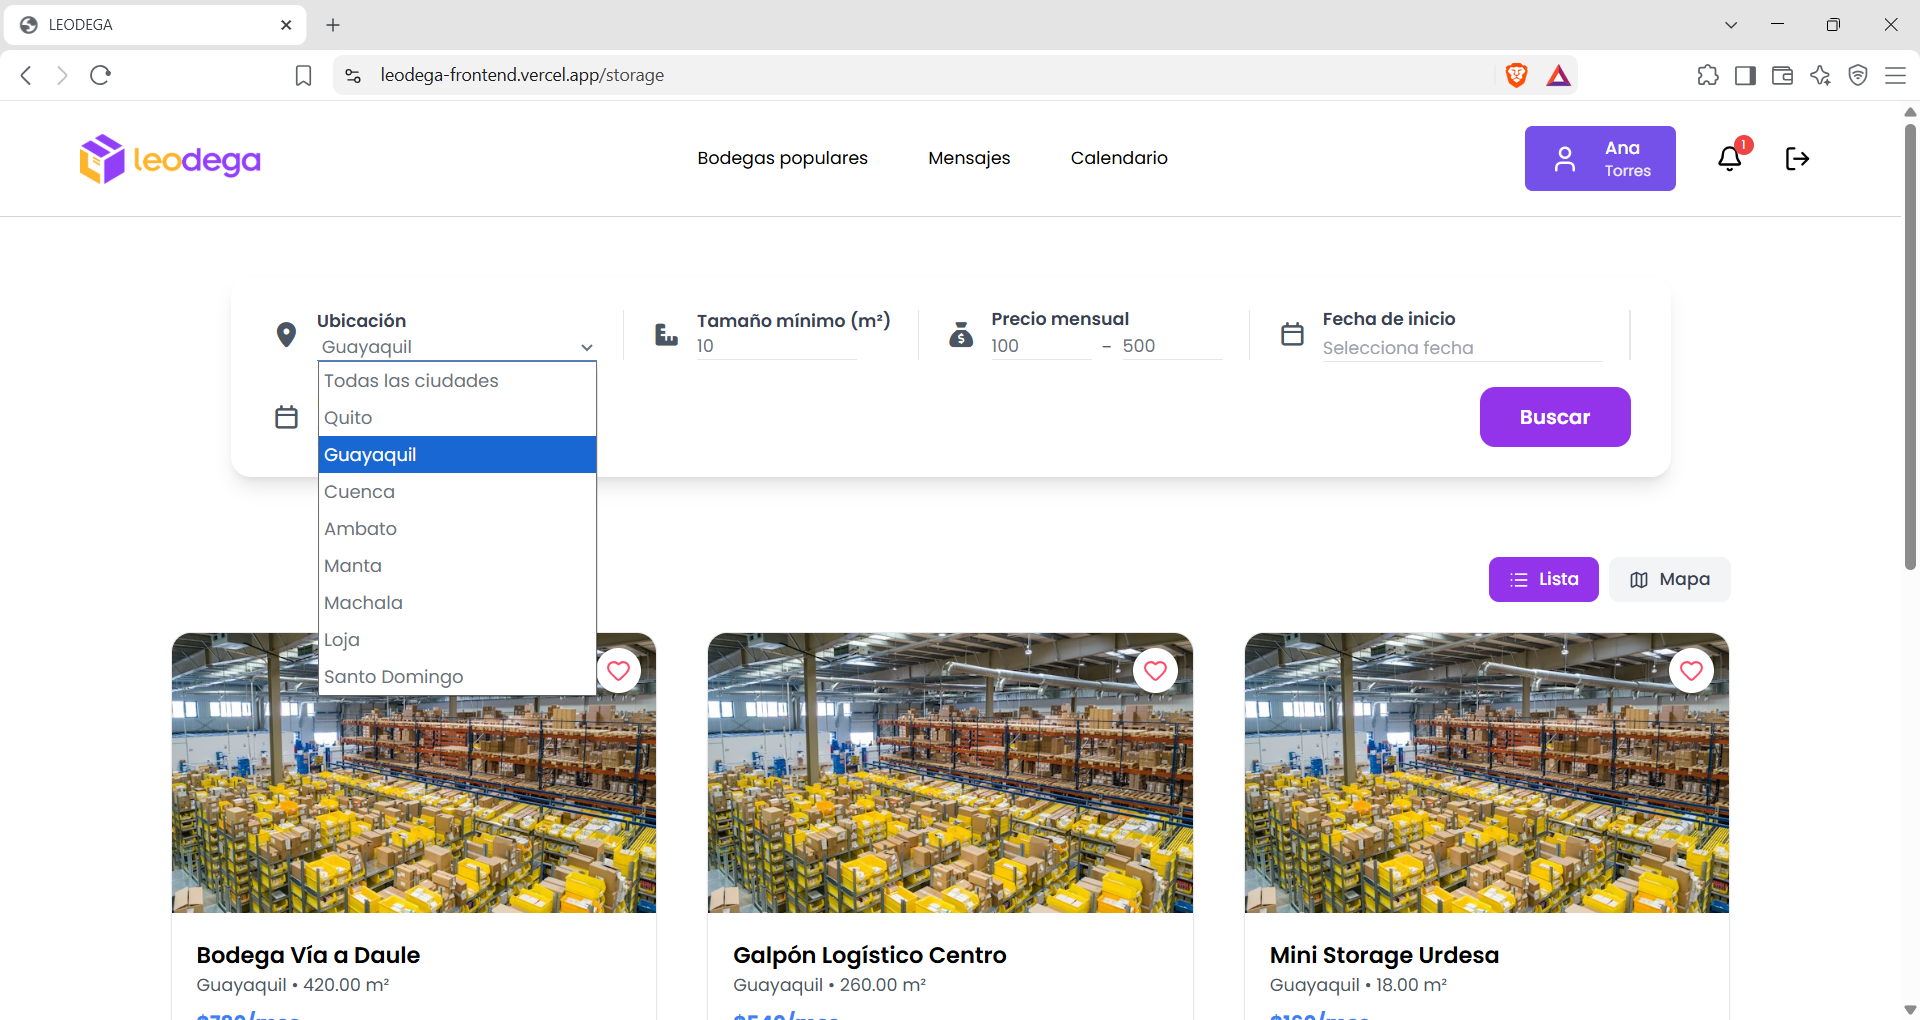 LEODEGA
leodega-frontend.vercel.app/storage
leodega
Bodegas populares
Mensajes
Calendario
Ana
Torres
1
Ubicación
Guayaquil
Tamaño mínimo (m²)
10
Precio mensual
100 - 500
Fecha de inicio
Selecciona fecha
Todas las ciudades
Quito
Guayaquil
Cuenca
Ambato
Manta
Machala
Loja
Santo Domingo
Buscar
Lista
Mapa
Bodega Vía a Daule
Guayaquil • 420.00 m²
Galpón Logístico Centro
Guayaquil • 260.00 m²
Mini Storage Urdesa
Guayaquil • 18.00 m²